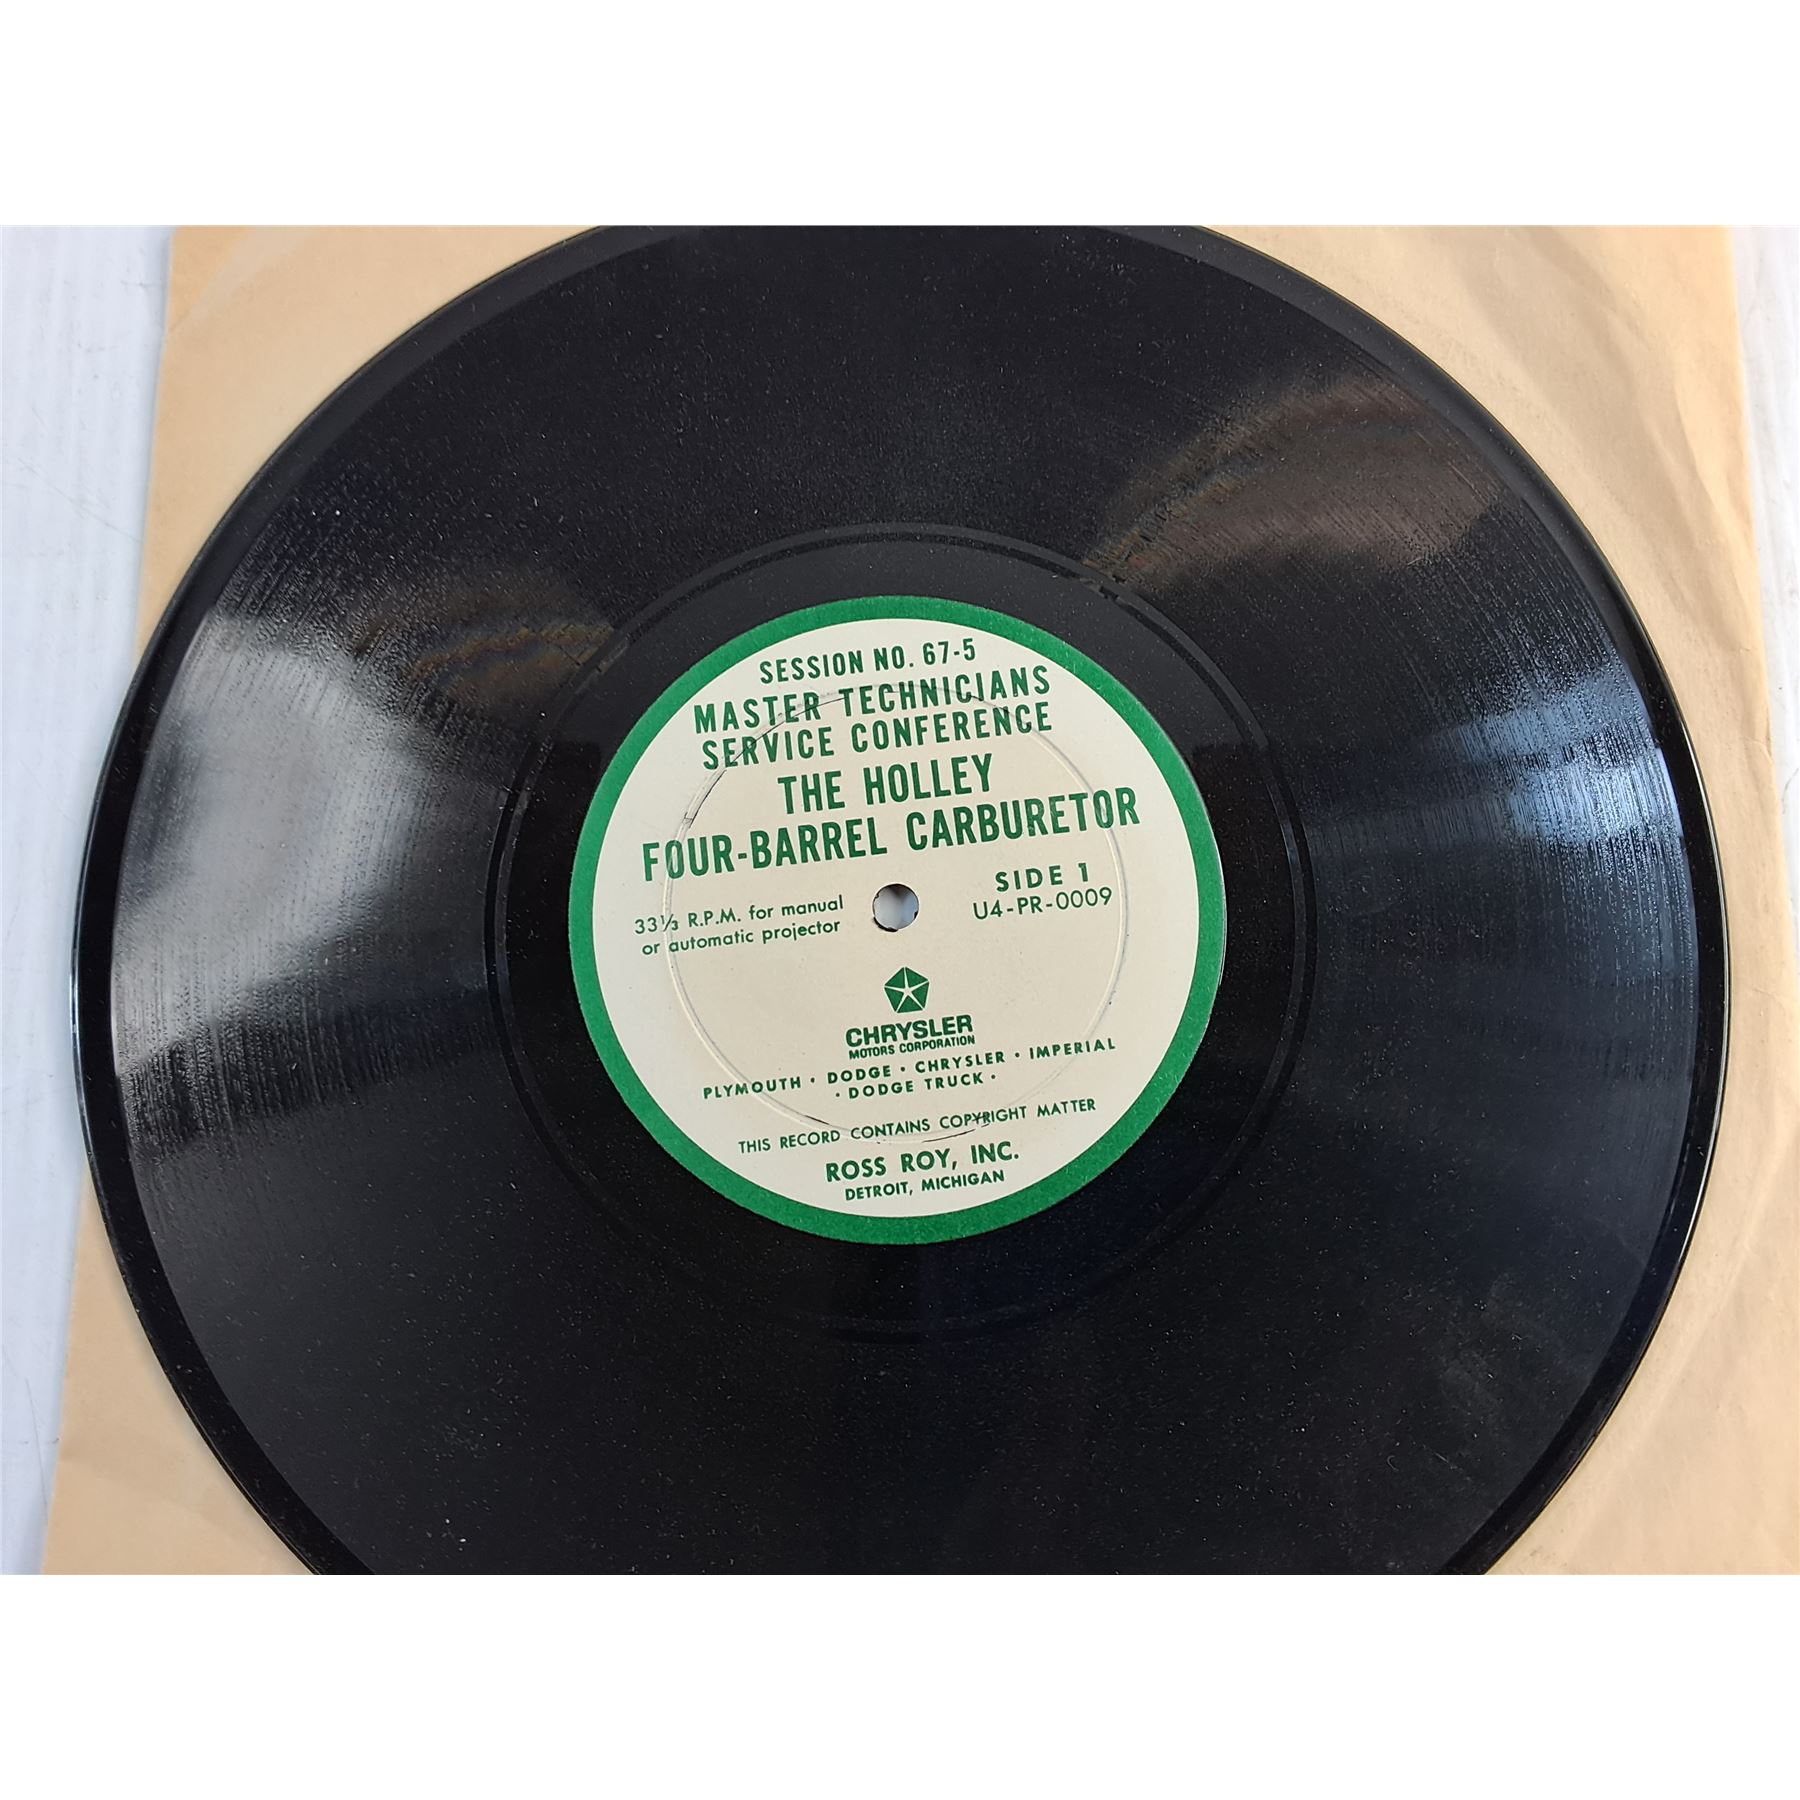 SESSION NO. 67-5
MASTER TECHNICIANS
SERVICE CONFERENCE
THE HOLLEY
FOUR-BARREL CARBURETOR
33⅓ R.P.M. for manual
or automatic projector
SIDE 1
U4-PR-0009
CHRYSLER
MOTORS CORPORATION
PLYMOUTH • DODGE • CHRYSLER • IMPERIAL
• DODGE TRUCK •
THIS RECORD CONTAINS COPYRIGHT MATTER
ROSS ROY, INC.
DETROIT, MICHIGAN